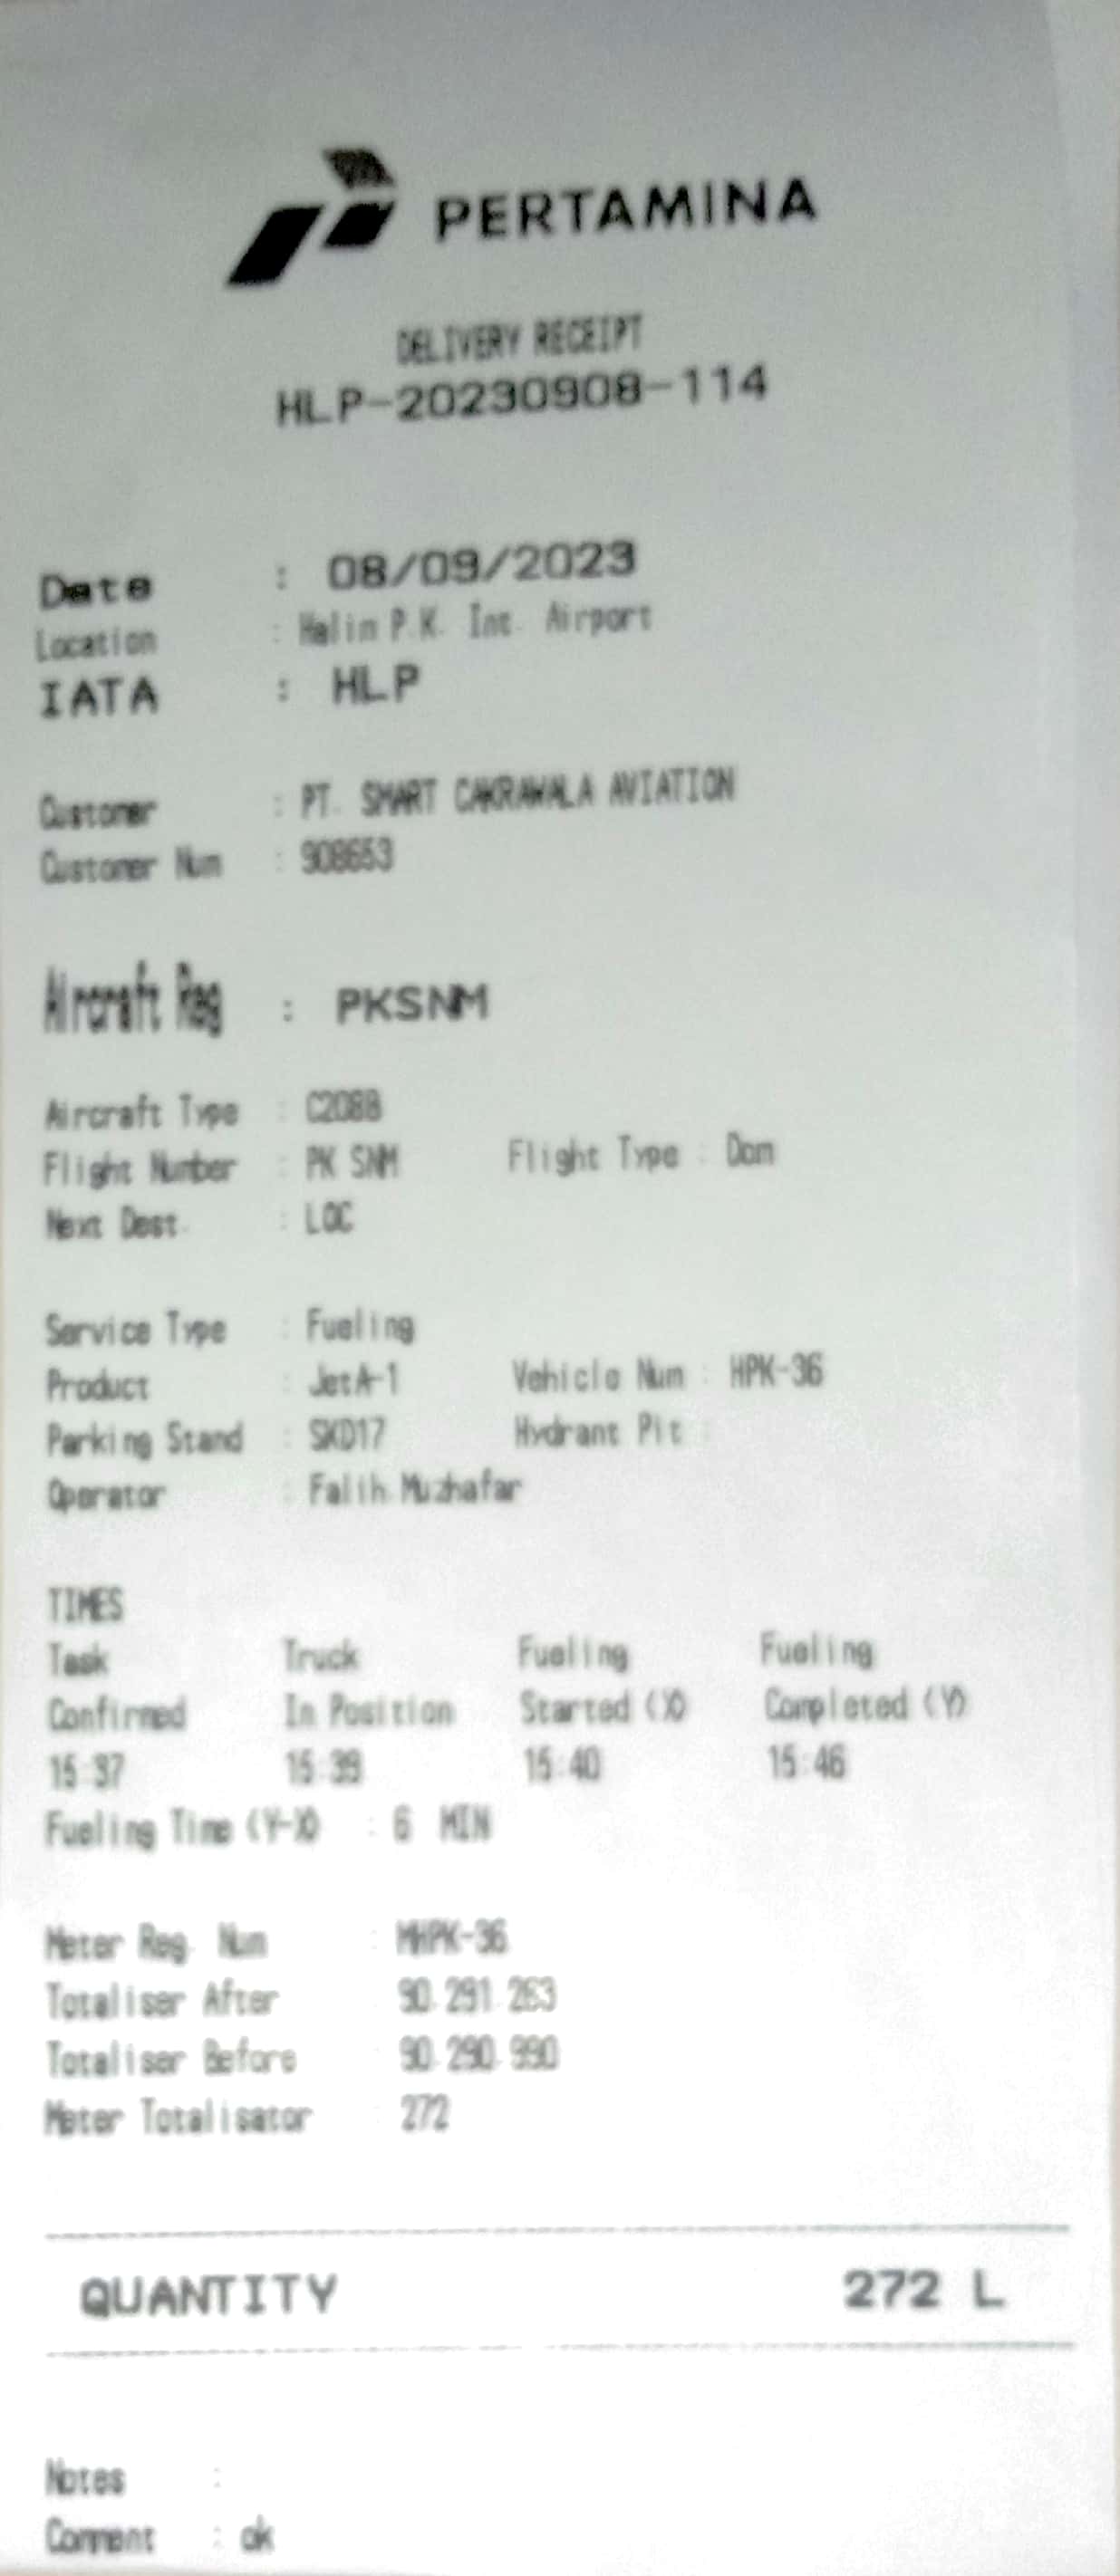 PERTAMINA
DELIVERY RECEIPT
HLP-20230908-114
Date : 08/09/2023
Location : Halim P.K. Int. Airport
IATA : HLP
Customer : PT. SMART CAKRAWALA AVIATION
Customer Num : 908653
Aircraft Reg : PKSNM
Aircraft Type : C208B
Flight Number : PK SNM Flight Type : Dom
Next Dest. : LOC
Service Type : Fueling
Product : JetA-1 Vehicle Num : HPK-36
Parking Stand : SKD17 Hydrant Pit :
Operator : Falih Muzhafar
TIMES
Task Truck Fueling Fueling
Confirmed In Position Started (X) Completed (Y)
15:37 15:39 15:40 15:46
Fueling Time (Y-X) : 6 MIN
Meter Reg. Num : MHPK-36
Totaliser After 90.291.263
Totaliser Before 90.290.990
Meter Totalisator 272
QUANTITY 272 L
Notes :
Comment : ok